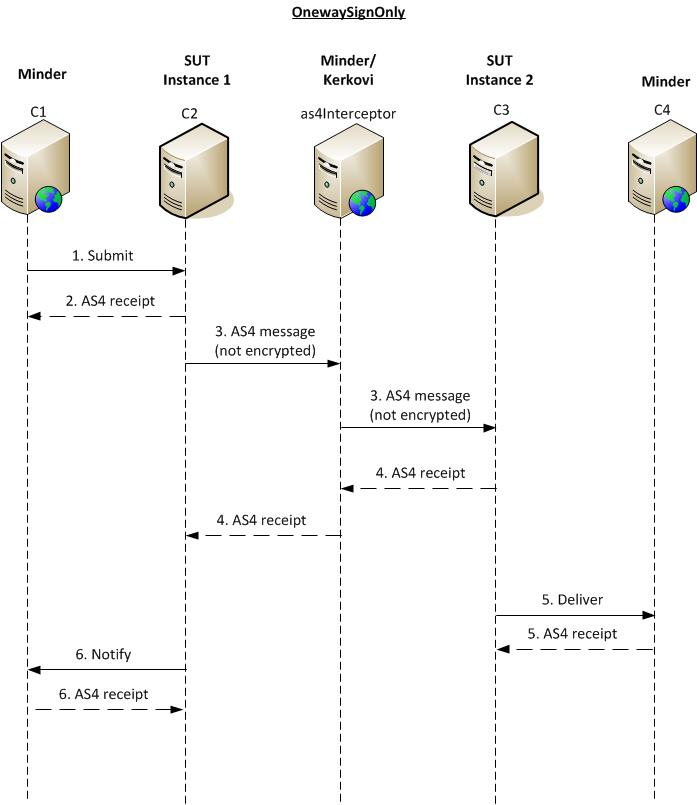 OnewaySignOnly
Minder
SUT
Instance 1
Minder/
Kerkovi
SUT
Instance 2
Minder
C1
C2
as4Interceptor
C3
C4
1. Submit
2. AS4 receipt
3. AS4 message
(not encrypted)
3. AS4 message
(not encrypted)
4. AS4 receipt
4. AS4 receipt
5. Deliver
5. AS4 receipt
6. Notify
6. AS4 receipt